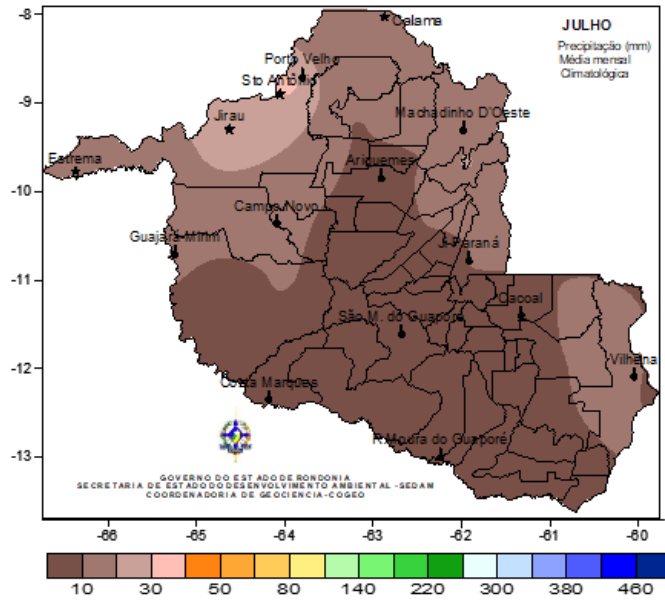 JULHO
Precipitação (mm)
Média mensal
Climatológica
-8
-9
-10
-11
-12
-13
Calama
Porto Velho
Sto Antônio
Jirau
Machadinho D'Oeste
Extrema
Ariquemes
Campo Novo
Guajará-Mirim
Ji-Paraná
Cacoal
São M. do Guaporé
Vilhena
Costa Marques
R.Moura do Guaporé
GOVERNO DO ESTADO DE RONDONIA
SECRETARIA DE ESTADO DO DESENVOLVIMENTO AMBIENTAL -SEDAM
COORDENADORIA DE GEOCIENCIA-COGEO
-66 -65 -64 -63 -62 -61 -60
10 30 50 80 140 220 300 380 460